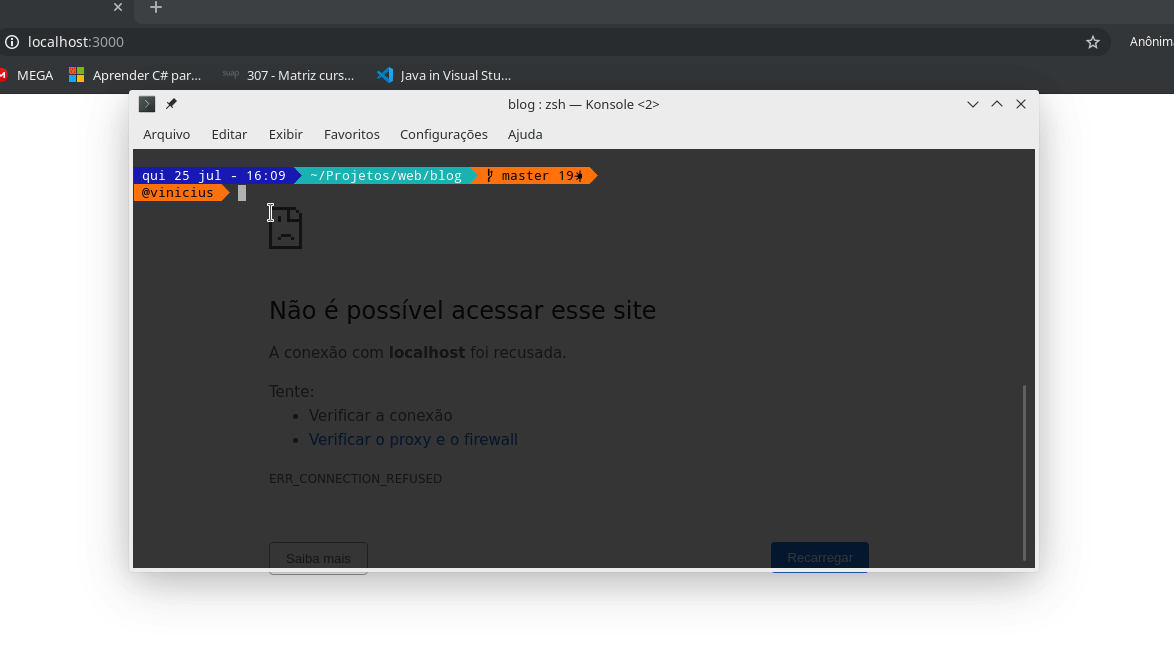 localhost:3000
Anônim
MEGA Aprender C# par... suap 307 - Matriz curs... Java in Visual Stu...
blog : zsh — Konsole <2>
Arquivo Editar Exibir Favoritos Configurações Ajuda
qui 25 jul - 16:09 ~/Projetos/web/blog master 19
@vinicius
Não é possível acessar esse site
A conexão com localhost foi recusada.
Tente:
• Verificar a conexão
• Verificar o proxy e o firewall
ERR_CONNECTION_REFUSED
Saiba mais Recarregar